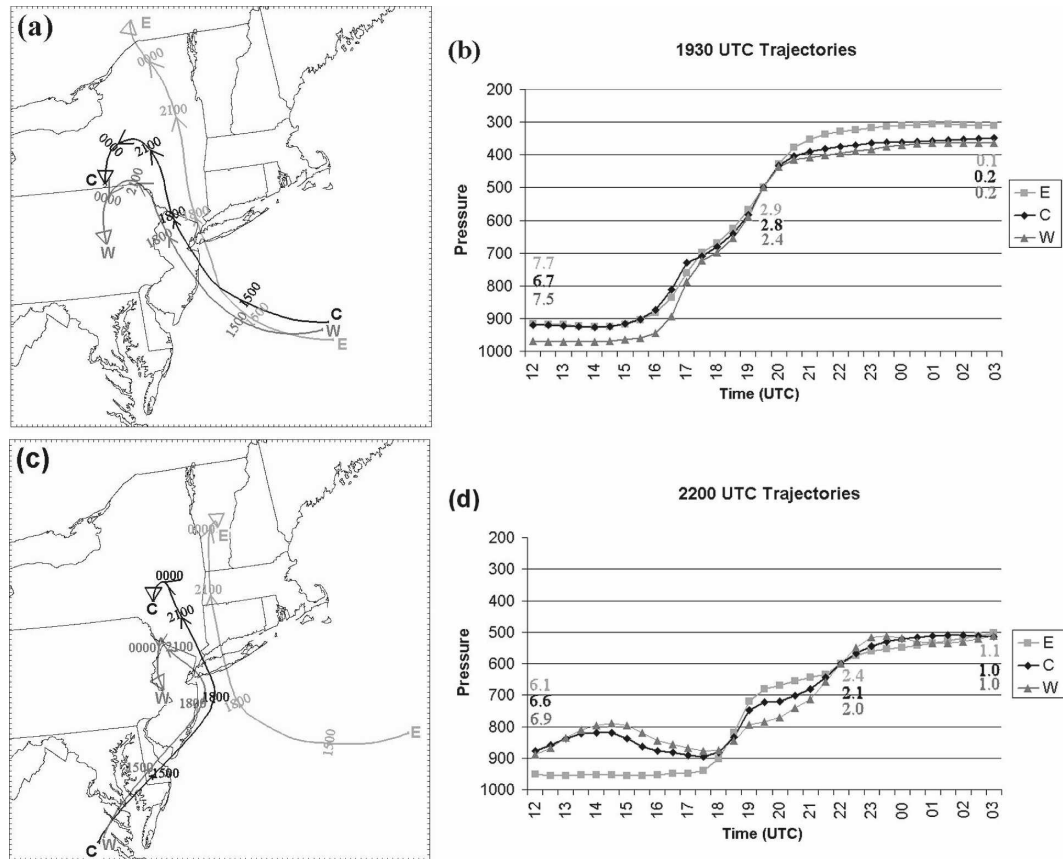 (a)
E
0000
2100
0000
2100
C
0000
2100
1800
1800
1800
W
1500
1500
1500
C
W
E
(b)
1930 UTC Trajectories
Pressure
200
300
400
500
600
700
800
900
1000
7.7
6.7
7.5
2.9
2.8
2.4
0.1
0.2
0.2
E
C
W
12 13 14 15 16 17 18 19 20 21 22 23 00 01 02 03
Time (UTC)
(c)
0000
E
0000
2100
C
2100
0000
2100
W
1800
1800
1800
1500
1500
E
1500
C
W
(d)
2200 UTC Trajectories
Pressure
200
300
400
500
600
700
800
900
1000
6.1
6.6
6.9
2.4
2.1
2.0
1.1
1.0
1.0
E
C
W
12 13 14 15 16 17 18 19 20 21 22 23 00 01 02 03
Time (UTC)